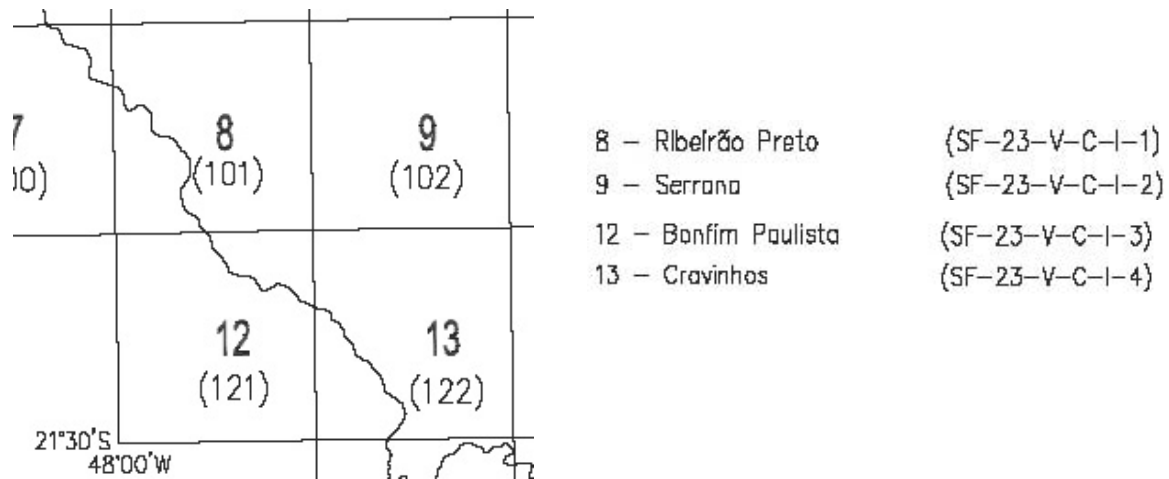 8
(101)
9
(102)
12
(121)
13
(122)
21°30'S
48°00'W
8 – Ribeirão Preto (SF–23–V–C–I–1)
9 – Serrana (SF–23–V–C–I–2)
12 – Bonfim Paulista (SF–23–V–C–I–3)
13 – Cravinhos (SF–23–V–C–I–4)